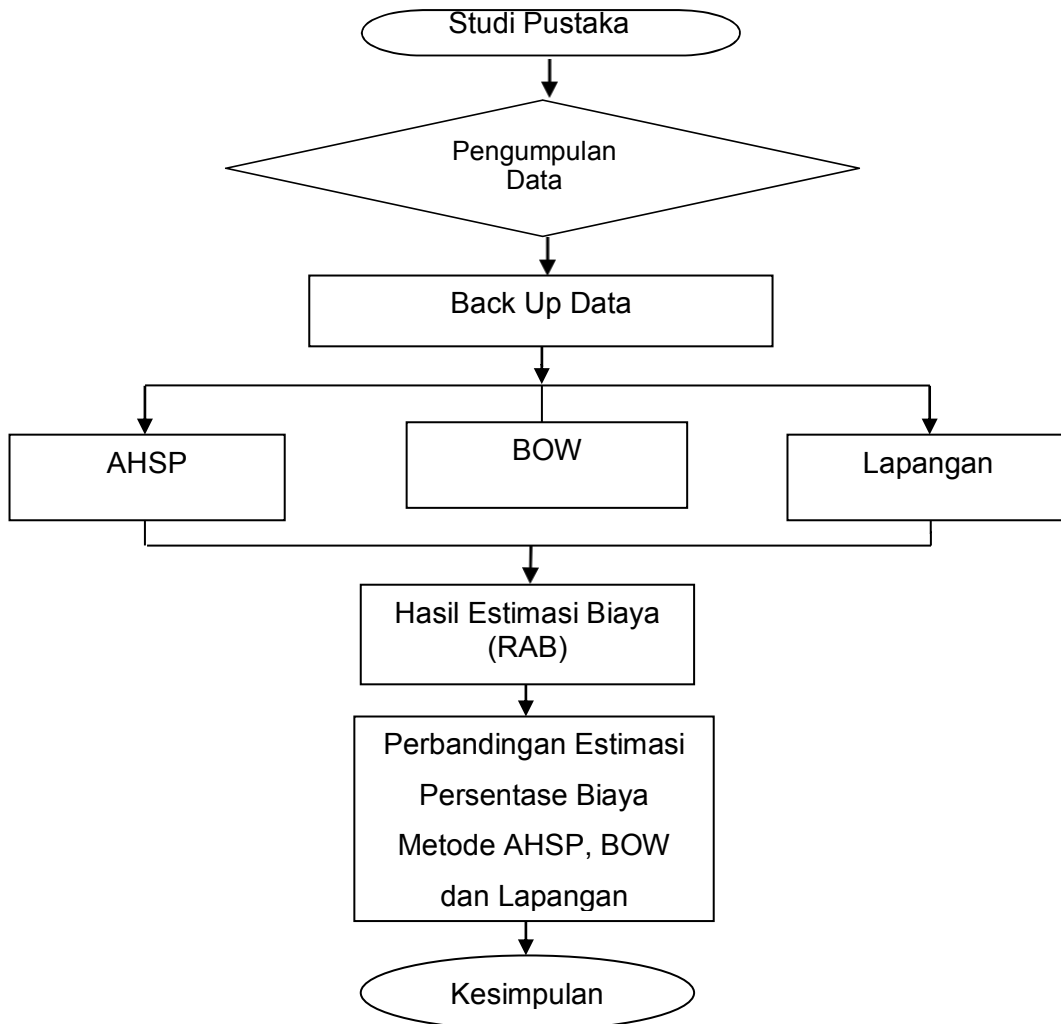 Studi Pustaka
Pengumpulan
Data
Back Up Data
AHSP
BOW
Lapangan
Hasil Estimasi Biaya
(RAB)
Perbandingan Estimasi
Persentase Biaya
Metode AHSP, BOW
dan Lapangan
Kesimpulan